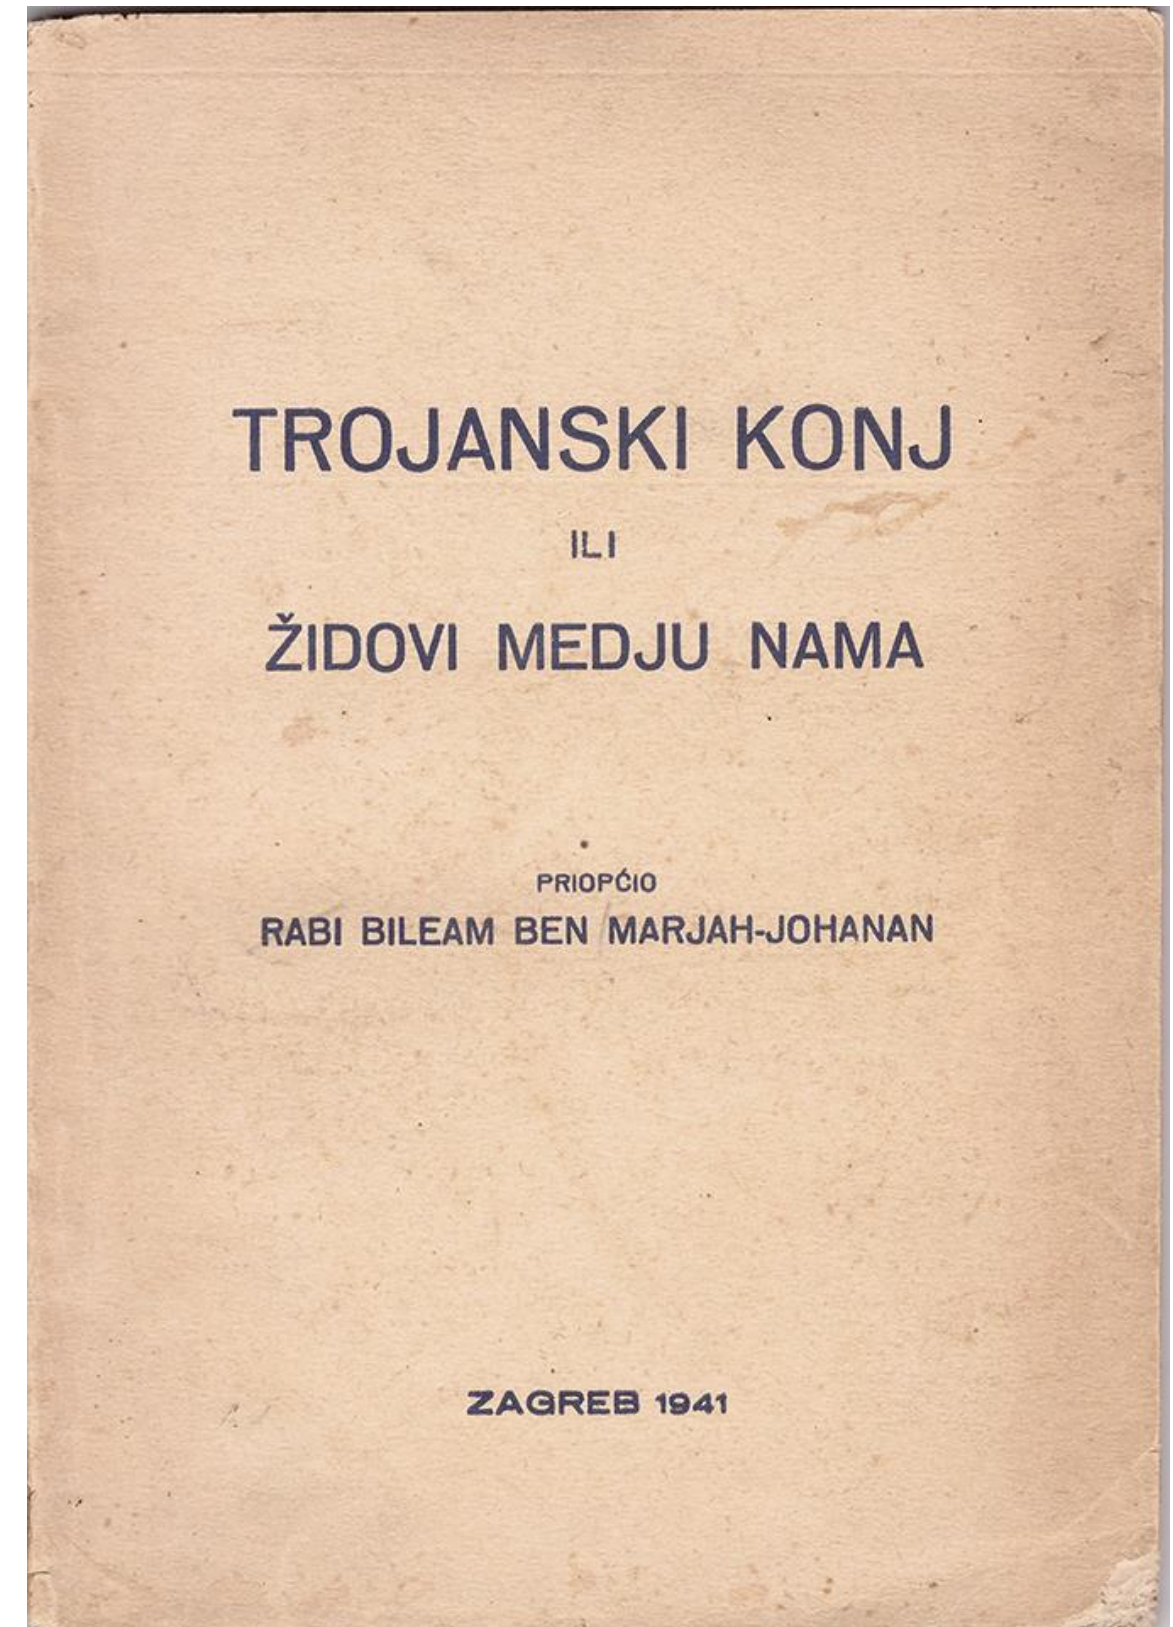 TROJANSKI KONJ
ILI
ŽIDOVI MEDJU NAMA
PRIOPĆIO
RABI BILEAM BEN MARJAH-JOHANAN
ZAGREB 1941